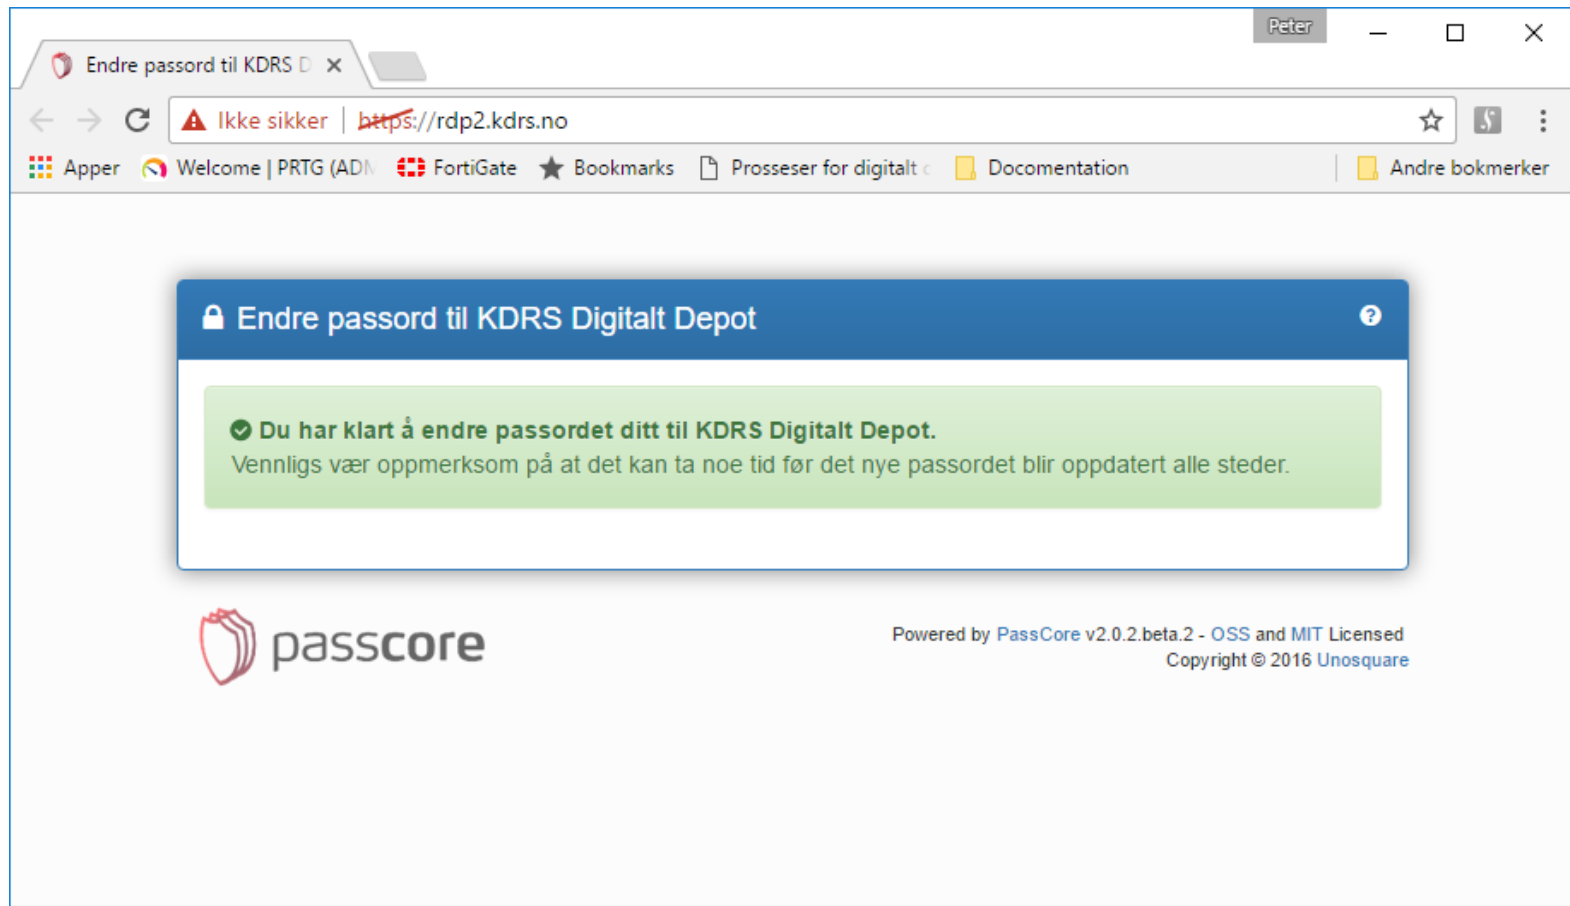 Peter
Endre passord til KDRS D
Ikke sikker | https://rdp2.kdrs.no
Apper Welcome | PRTG (ADM FortiGate Bookmarks Prosseser for digitalt Docomentation Andre bokmerker
Endre passord til KDRS Digitalt Depot
Du har klart å endre passordet ditt til KDRS Digitalt Depot.
Vennligs vær oppmerksom på at det kan ta noe tid før det nye passordet blir oppdatert alle steder.
passcore
Powered by PassCore v2.0.2.beta.2 - OSS and MIT Licensed
Copyright © 2016 Unosquare